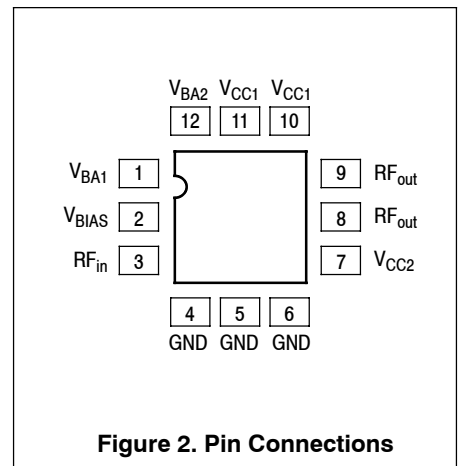 VBA2 VCC1 VCC1
12 11 10
VBA1 1 9 RFout
VBIAS 2 8 RFout
RFin 3 7 VCC2
4 5 6
GND GND GND
Figure 2. Pin Connections